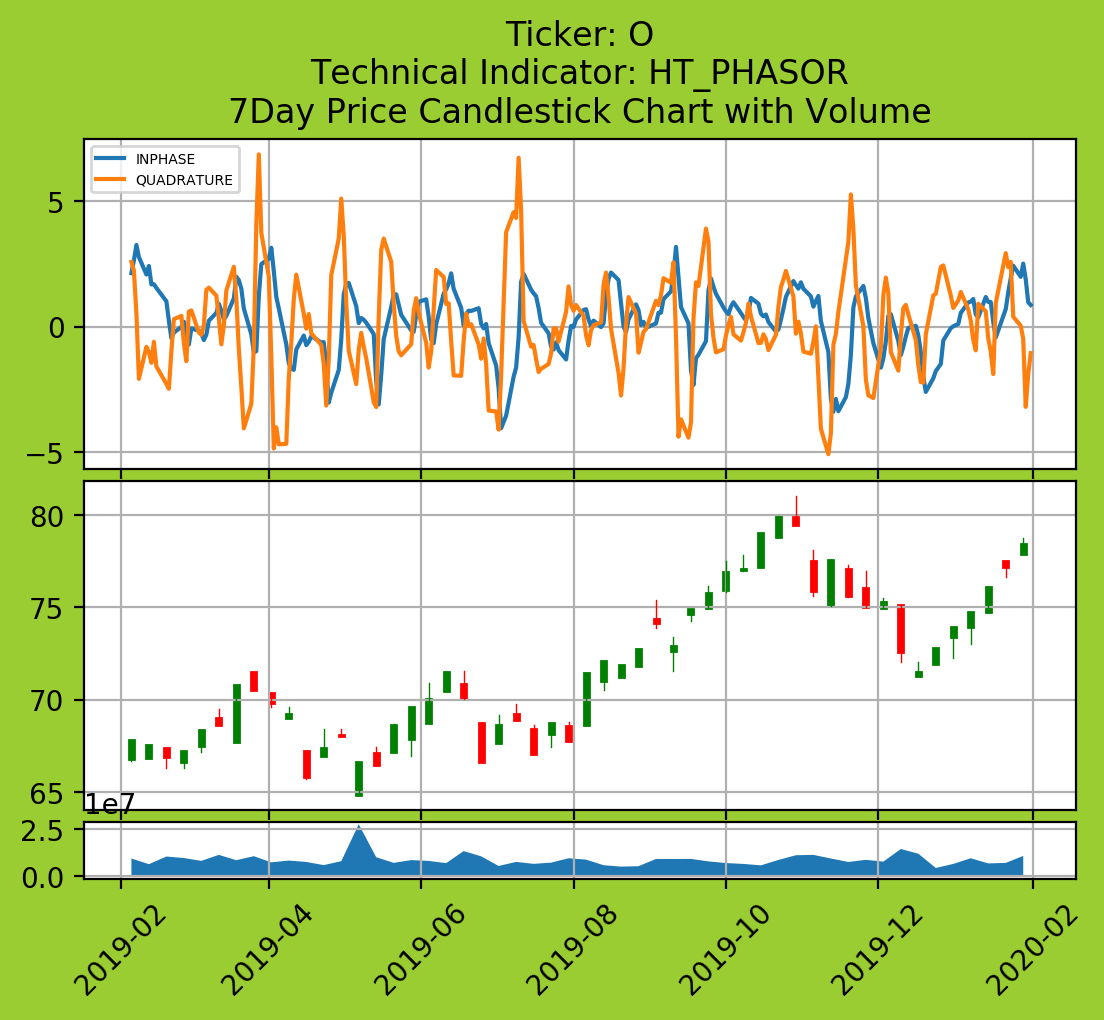 Ticker: O
Technical Indicator: HT_PHASOR
7Day Price Candlestick Chart with Volume
INPHASE
QUADRATURE
5
0
−5
80
75
70
65
1e7
2.5
0.0
2019-02
2019-04
2019-06
2019-08
2019-10
2019-12
2020-02